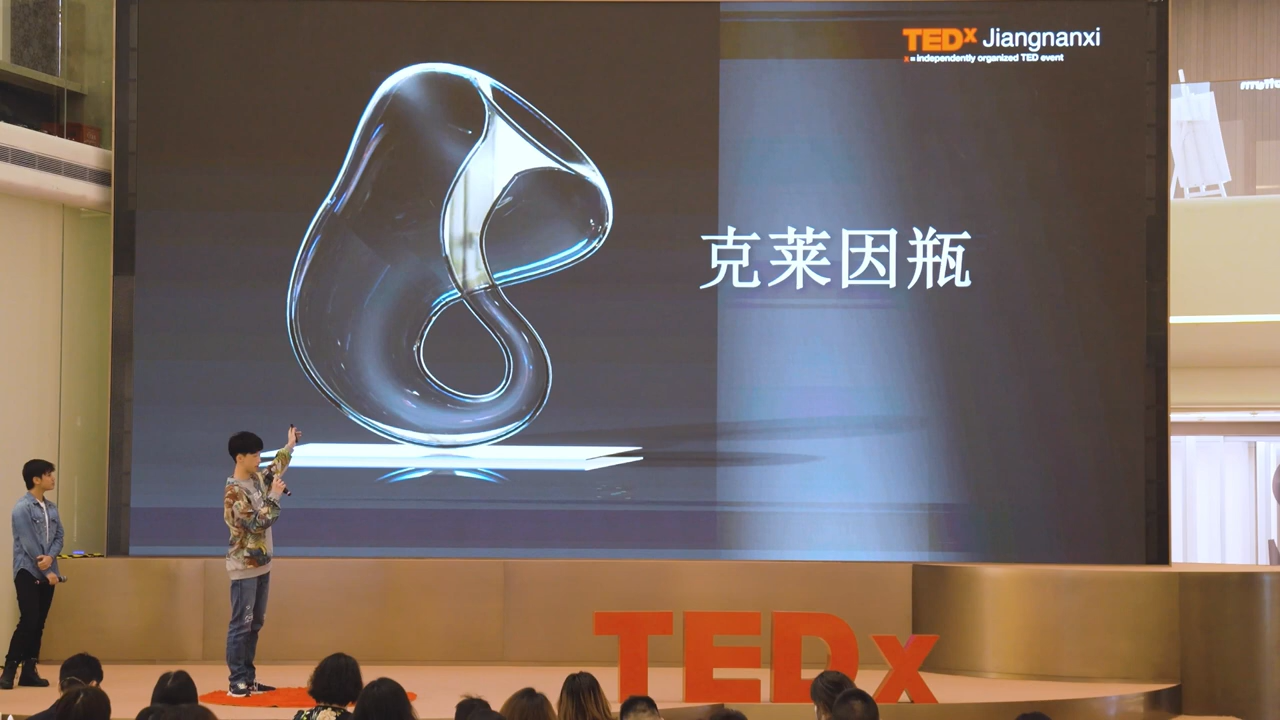 TEDx Jiangnanxi
x = independently organized TED event
克莱因瓶
TEDx